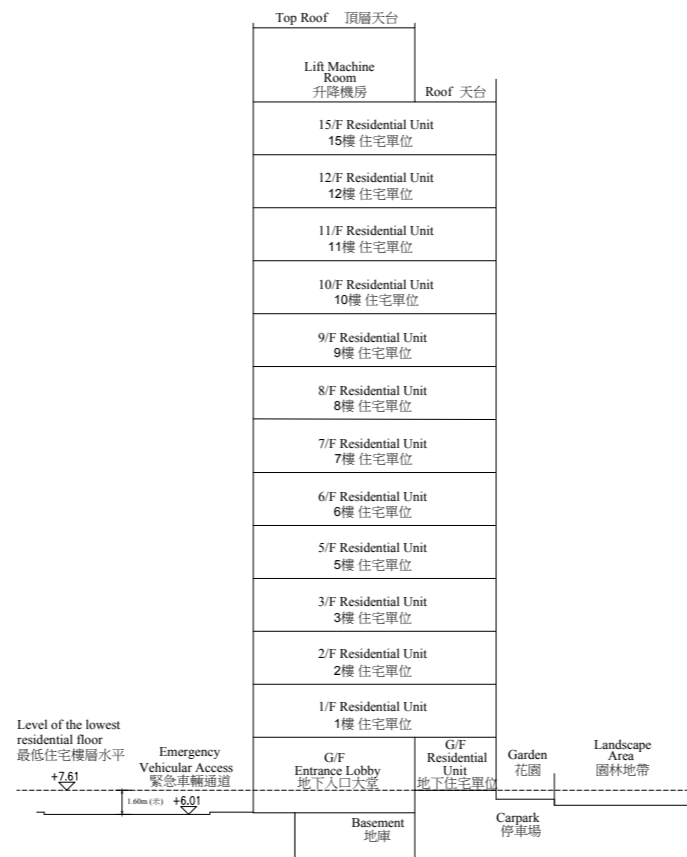 Top Roof 頂層天台
Lift Machine
Room
升降機房
Roof 天台
15/F Residential Unit
15樓 住宅單位
12/F Residential Unit
12樓 住宅單位
11/F Residential Unit
11樓 住宅單位
10/F Residential Unit
10樓 住宅單位
9/F Residential Unit
9樓 住宅單位
8/F Residential Unit
8樓 住宅單位
7/F Residential Unit
7樓 住宅單位
6/F Residential Unit
6樓 住宅單位
5/F Residential Unit
5樓 住宅單位
3/F Residential Unit
3樓 住宅單位
2/F Residential Unit
2樓 住宅單位
1/F Residential Unit
1樓 住宅單位
Level of the lowest
residential floor
最低住宅樓層水平
+7.61
Emergency
Vehicular Access
緊急車輛通道
1.60m (米)
+6.01
G/F
Entrance Lobby
地下入口大堂
G/F
Residential
Unit
地下住宅單位
Garden
花園
Landscape
Area
園林地帶
Basement
地庫
Carpark
停車場